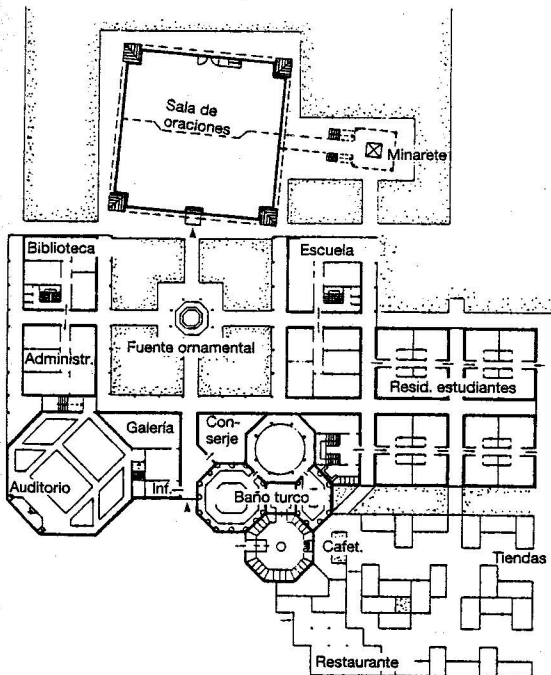 Sala de
oraciones
Minarete
Biblioteca
Escuela
Fuente ornamental
Administr.
Resid. estudiantes
Galería
Con-
serje
Auditorio
Inf.
Baño turco
Cafet.
Tiendas
Restaurante